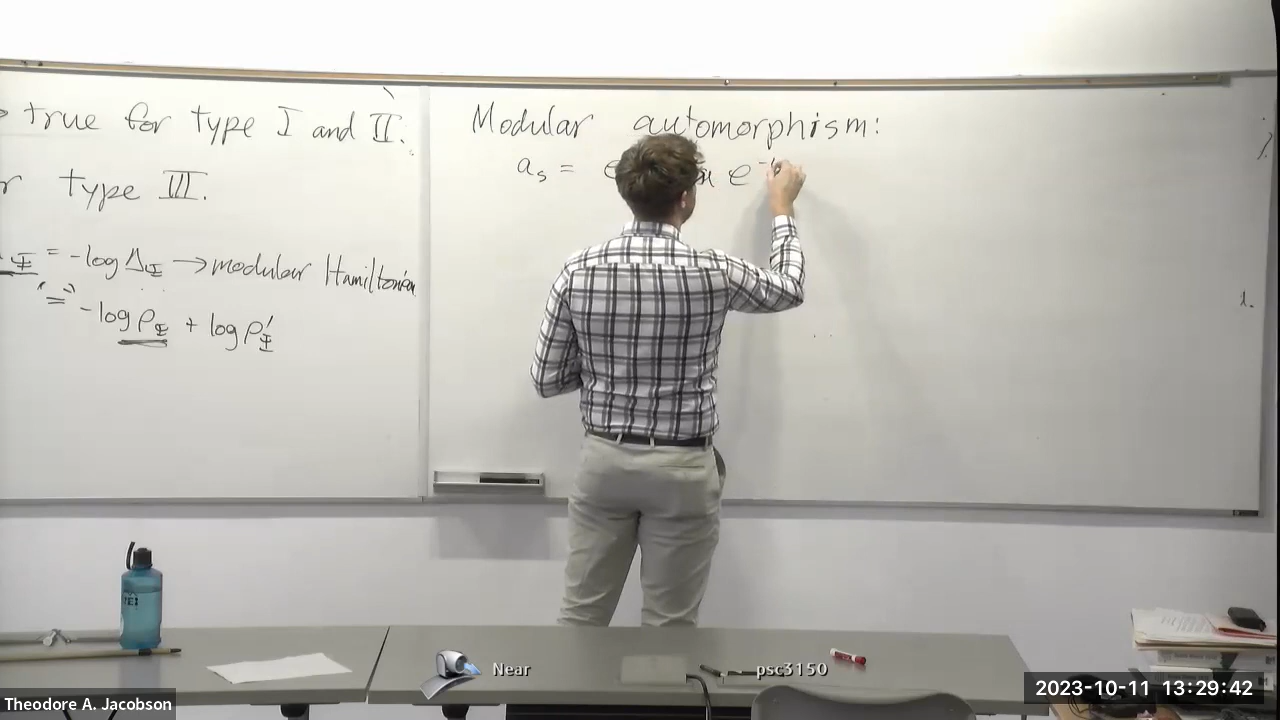 true for type I and II.
type III.
Φ = -log Δ_Φ → modular Hamiltonian
"=" -log ρ_Φ + log ρ'_Φ
Modular automorphism:
a_s = e e^-i
Near
psc3150
2023-10-11 13:29:42
Theodore A. Jacobson